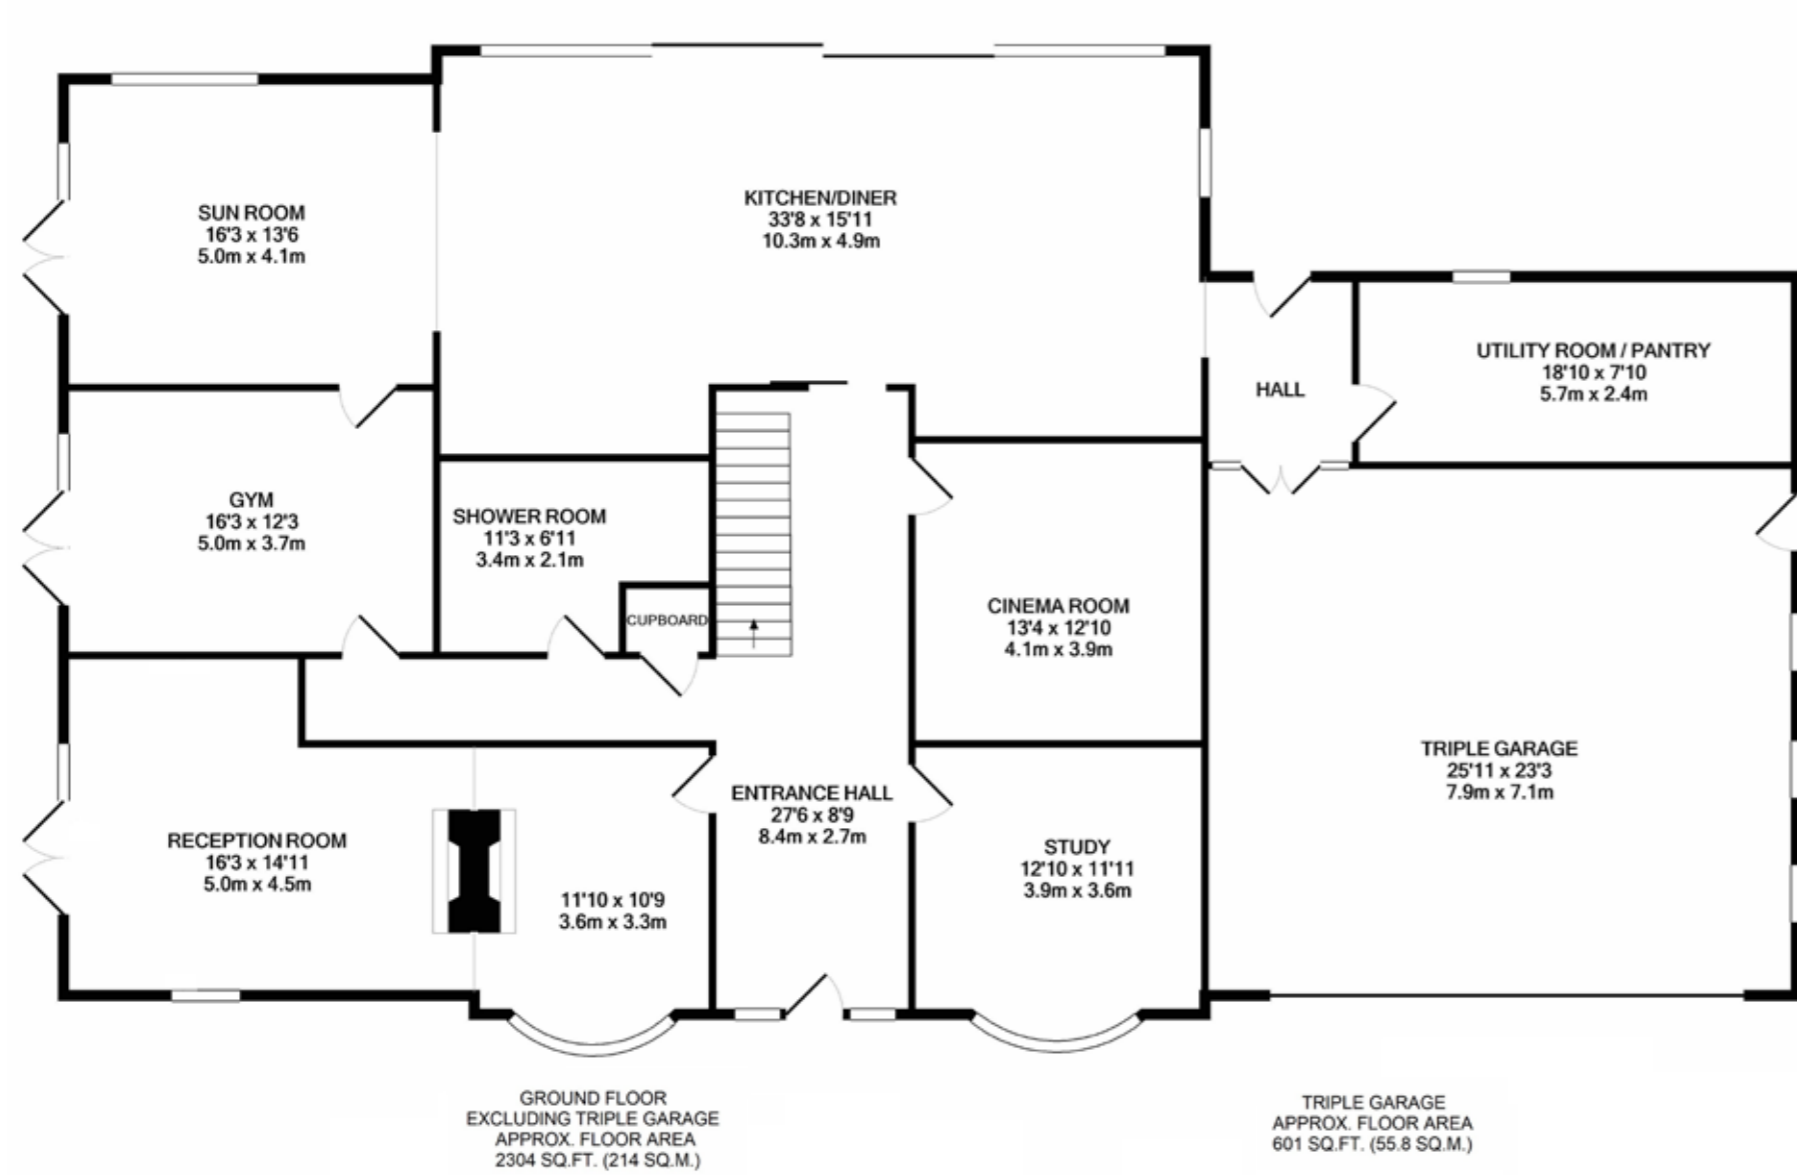 KITCHEN/DINER
33'8 x 15'11
10.3m x 4.9m
SUN ROOM
16'3 x 13'6
5.0m x 4.1m
UTILITY ROOM / PANTRY
18'10 x 7'10
5.7m x 2.4m
HALL
GYM
16'3 x 12'3
5.0m x 3.7m
SHOWER ROOM
11'3 x 6'11
3.4m x 2.1m
CUPBOARD
CINEMA ROOM
13'4 x 12'10
4.1m x 3.9m
TRIPLE GARAGE
25'11 x 23'3
7.9m x 7.1m
ENTRANCE HALL
27'6 x 8'9
8.4m x 2.7m
RECEPTION ROOM
16'3 x 14'11
5.0m x 4.5m
STUDY
12'10 x 11'11
3.9m x 3.6m
11'10 x 10'9
3.6m x 3.3m
GROUND FLOOR
EXCLUDING TRIPLE GARAGE
APPROX. FLOOR AREA
2304 SQ.FT. (214 SQ.M.)
TRIPLE GARAGE
APPROX. FLOOR AREA
601 SQ.FT. (55.8 SQ.M.)